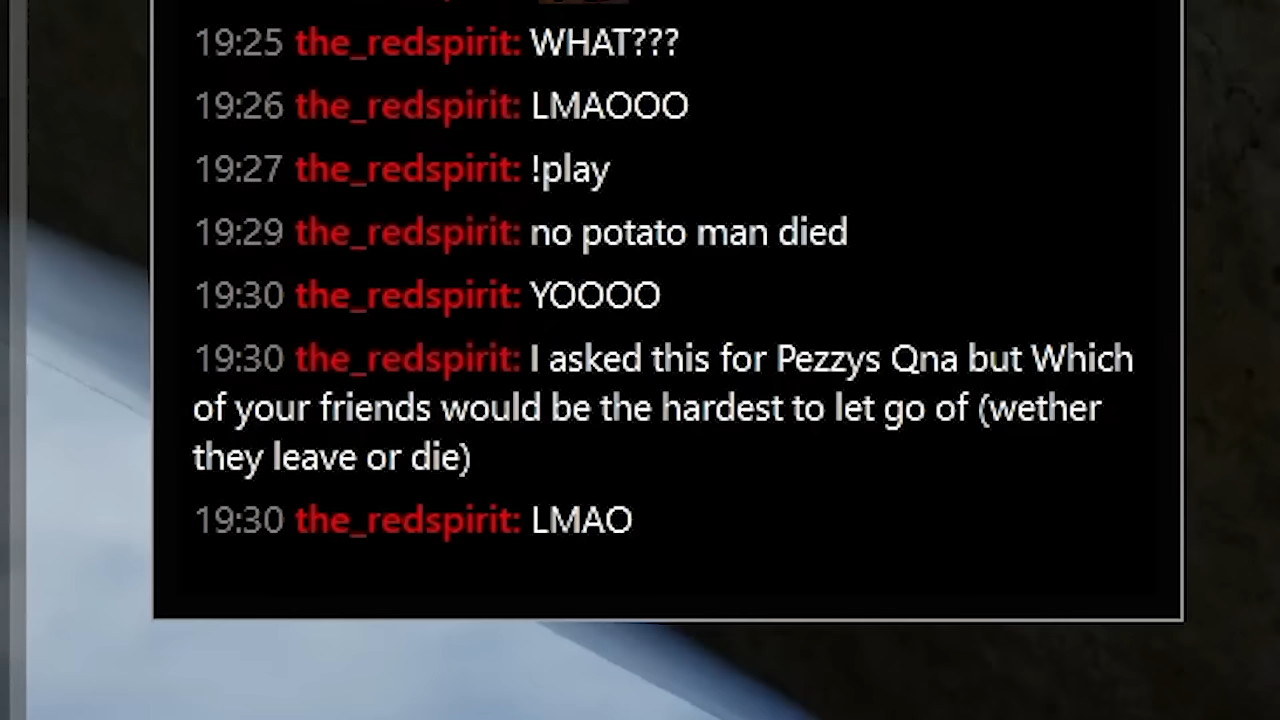 19:25 the_redspirit: WHAT???
19:26 the_redspirit: LMAOOO
19:27 the_redspirit: !play
19:29 the_redspirit: no potato man died
19:30 the_redspirit: YOOOO
19:30 the_redspirit: I asked this for Pezzys Qna but Which
of your friends would be the hardest to let go of (wether
they leave or die)
19:30 the_redspirit: LMAO